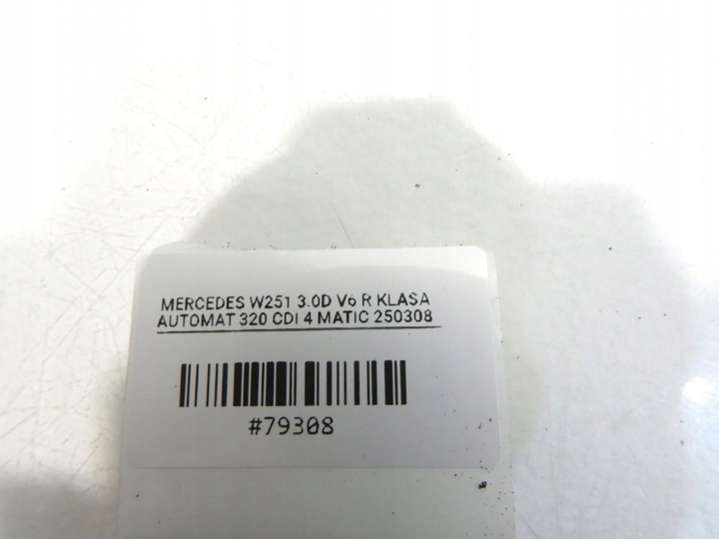 MERCEDES W251 3.0D V6 R KLASA
AUTOMAT 320 CDI 4 MATIC 250308
#79308